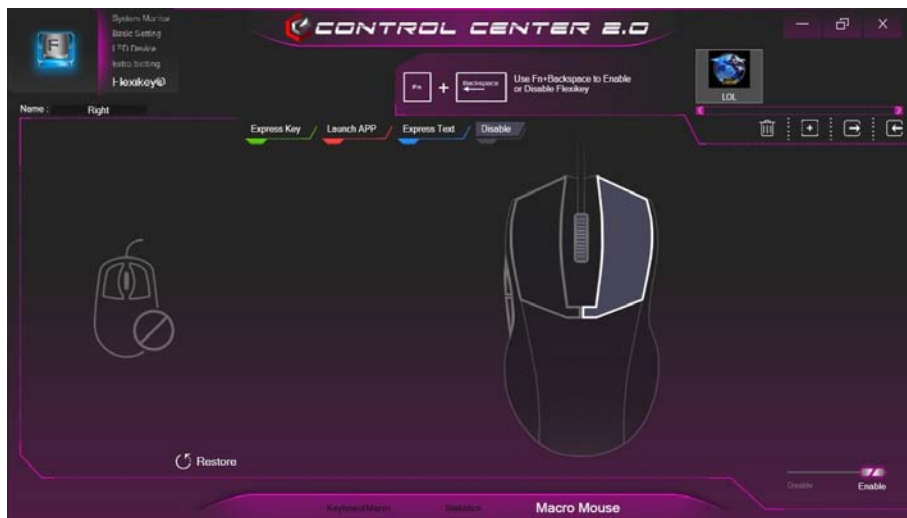 System Monitor
Basic Setting
LED Device
Flexikey®
CONTROL CENTER 2.0
F
Fn + Backspace
Use Fn+Backspace to Enable
or Disable Flexikey
LOL
Name : Right
Express Key / Launch APP / Express Text / Disable
Restore
Disable Enable
Keyboard Macro Statistics Macro Mouse